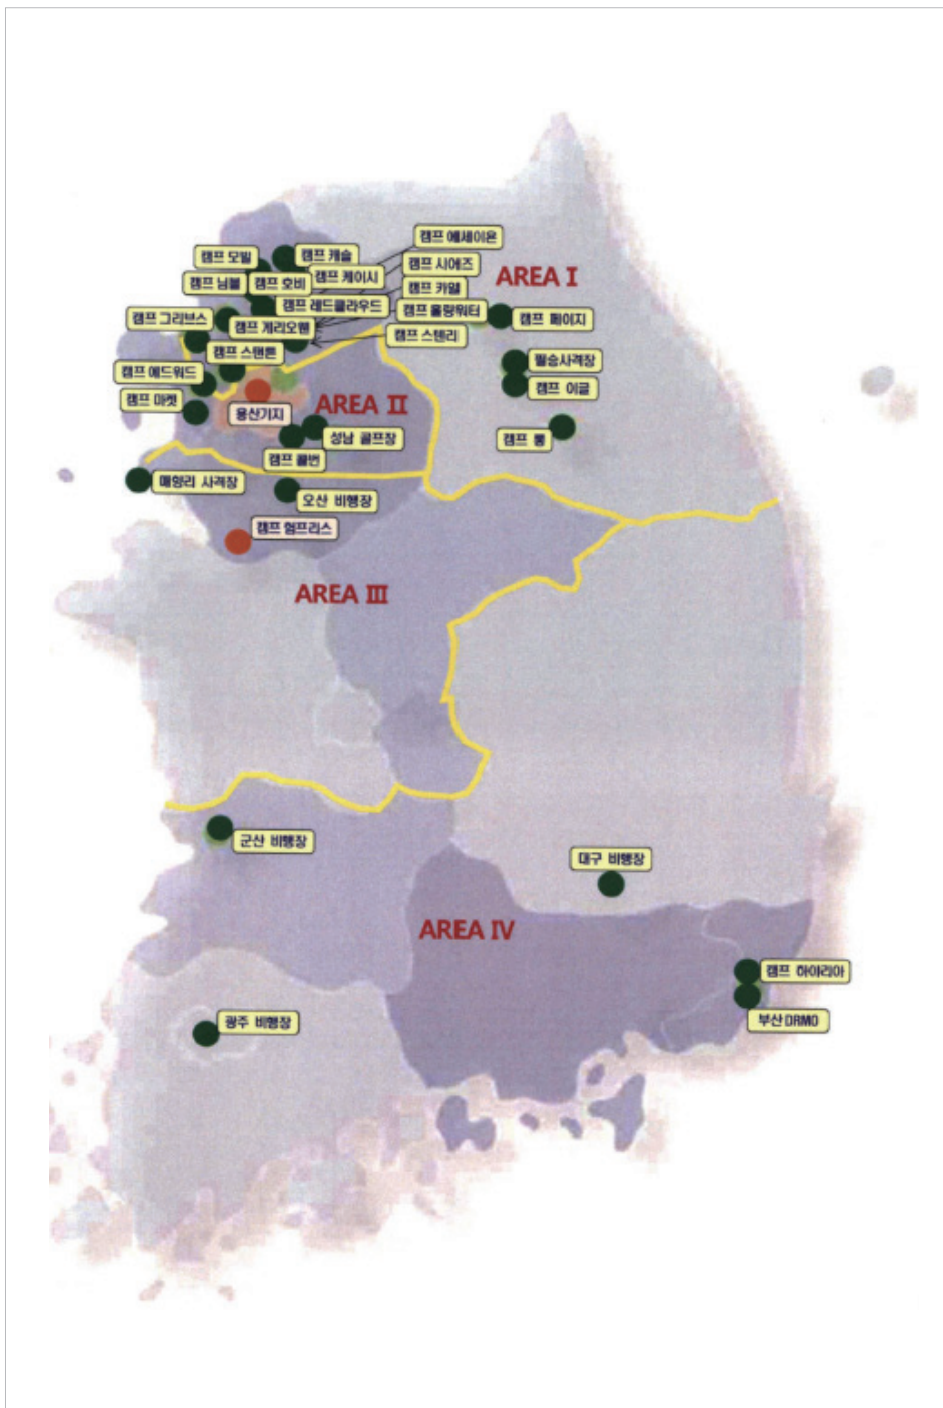 캠프 에세이욘
캠프 모빌
캠프 캐슬
캠프 시어즈
AREA I
캠프 님블
캠프 호비
캠프 케이시
캠프 카일
캠프 레드클라우드
캠프 홀링워터
캠프 페이지
캠프 그리브스
캠프 게리오웬
캠프 스탠리
캠프 스탠톤
필승사격장
캠프 에드워드
캠프 이글
캠프 마켓
용산기지
AREA II
성남 골프장
캠프 롱
캠프 콜번
매향리 사격장
오산 비행장
캠프 험프리스
AREA III
군산 비행장
대구 비행장
AREA IV
캠프 하야리아
광주 비행장
부산 DRMO